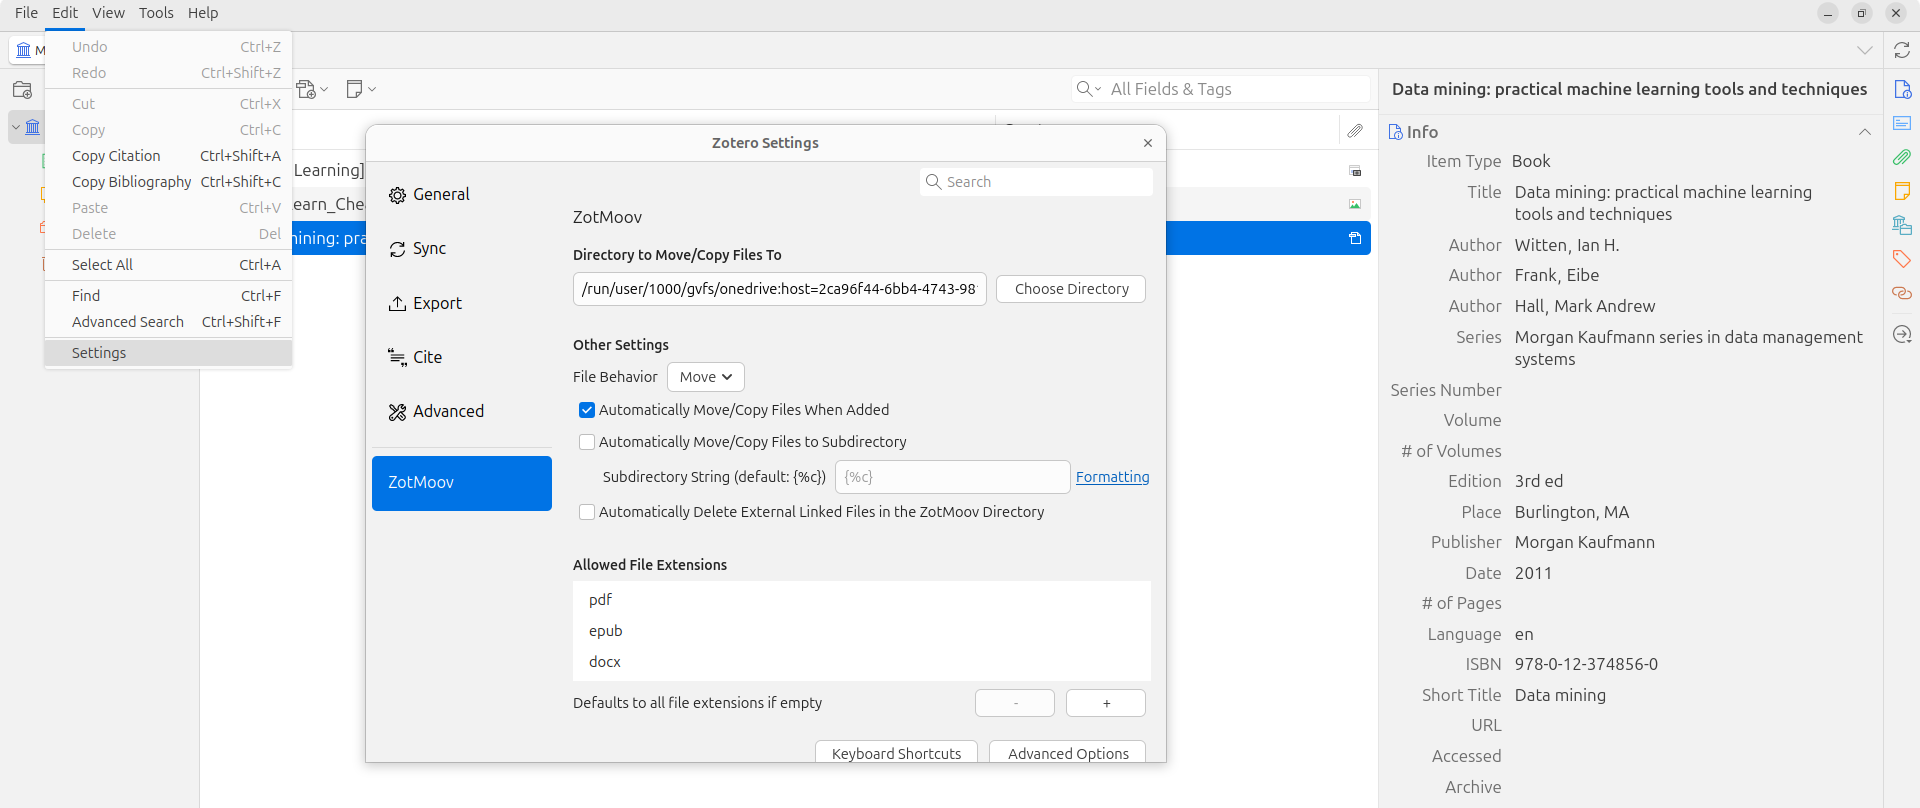 File Edit View Tools Help
M
Undo Ctrl+Z
Redo Ctrl+Shift+Z
Cut Ctrl+X
Copy Ctrl+C
Copy Citation Ctrl+Shift+A
Copy Bibliography Ctrl+Shift+C
Paste Ctrl+V
Delete Del
Select All Ctrl+A
Find Ctrl+F
Advanced Search Ctrl+Shift+F
Settings
All Fields & Tags
Learning]
earn_Che
mining: pra
Zotero Settings
General
Sync
Export
Cite
Advanced
ZotMoov
Search
ZotMoov
Directory to Move/Copy Files To
/run/user/1000/gvfs/onedrive:host=2ca96f44-6bb4-4743-98 Choose Directory
Other Settings
File Behavior Move
Automatically Move/Copy Files When Added
Automatically Move/Copy Files to Subdirectory
Subdirectory String (default: {%c}) {%c} Formatting
Automatically Delete External Linked Files in the ZotMoov Directory
Allowed File Extensions
pdf
epub
docx
Defaults to all file extensions if empty - +
Keyboard Shortcuts Advanced Options
Data mining: practical machine learning tools and techniques
Info
Item Type Book
Title Data mining: practical machine learning
tools and techniques
Author Witten, Ian H.
Author Frank, Eibe
Author Hall, Mark Andrew
Series Morgan Kaufmann series in data management
systems
Series Number
Volume
# of Volumes
Edition 3rd ed
Place Burlington, MA
Publisher Morgan Kaufmann
Date 2011
# of Pages
Language en
ISBN 978-0-12-374856-0
Short Title Data mining
URL
Accessed
Archive